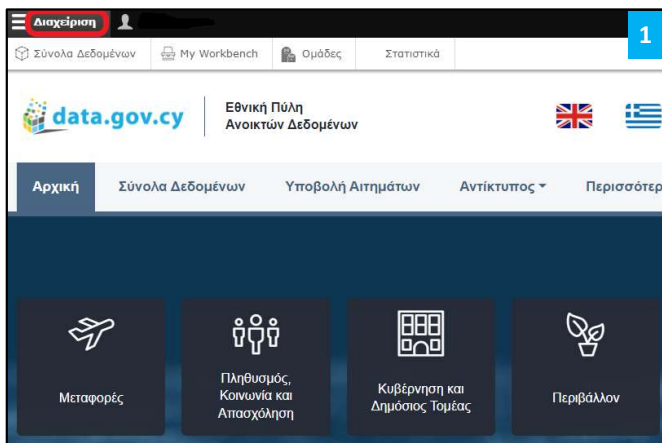 Διαχείριση
1
Σύνολα Δεδομένων My Workbench Ομάδες Στατιστικά
data.gov.cy
Εθνική Πύλη
Ανοικτών Δεδομένων
Αρχική Σύνολα Δεδομένων Υποβολή Αιτημάτων Αντίκτυπος Περισσότερ
Μεταφορές
Πληθυσμός,
Κοινωνία και
Απασχόληση
Κυβέρνηση και
Δημόσιος Τομέας
Περιβάλλον